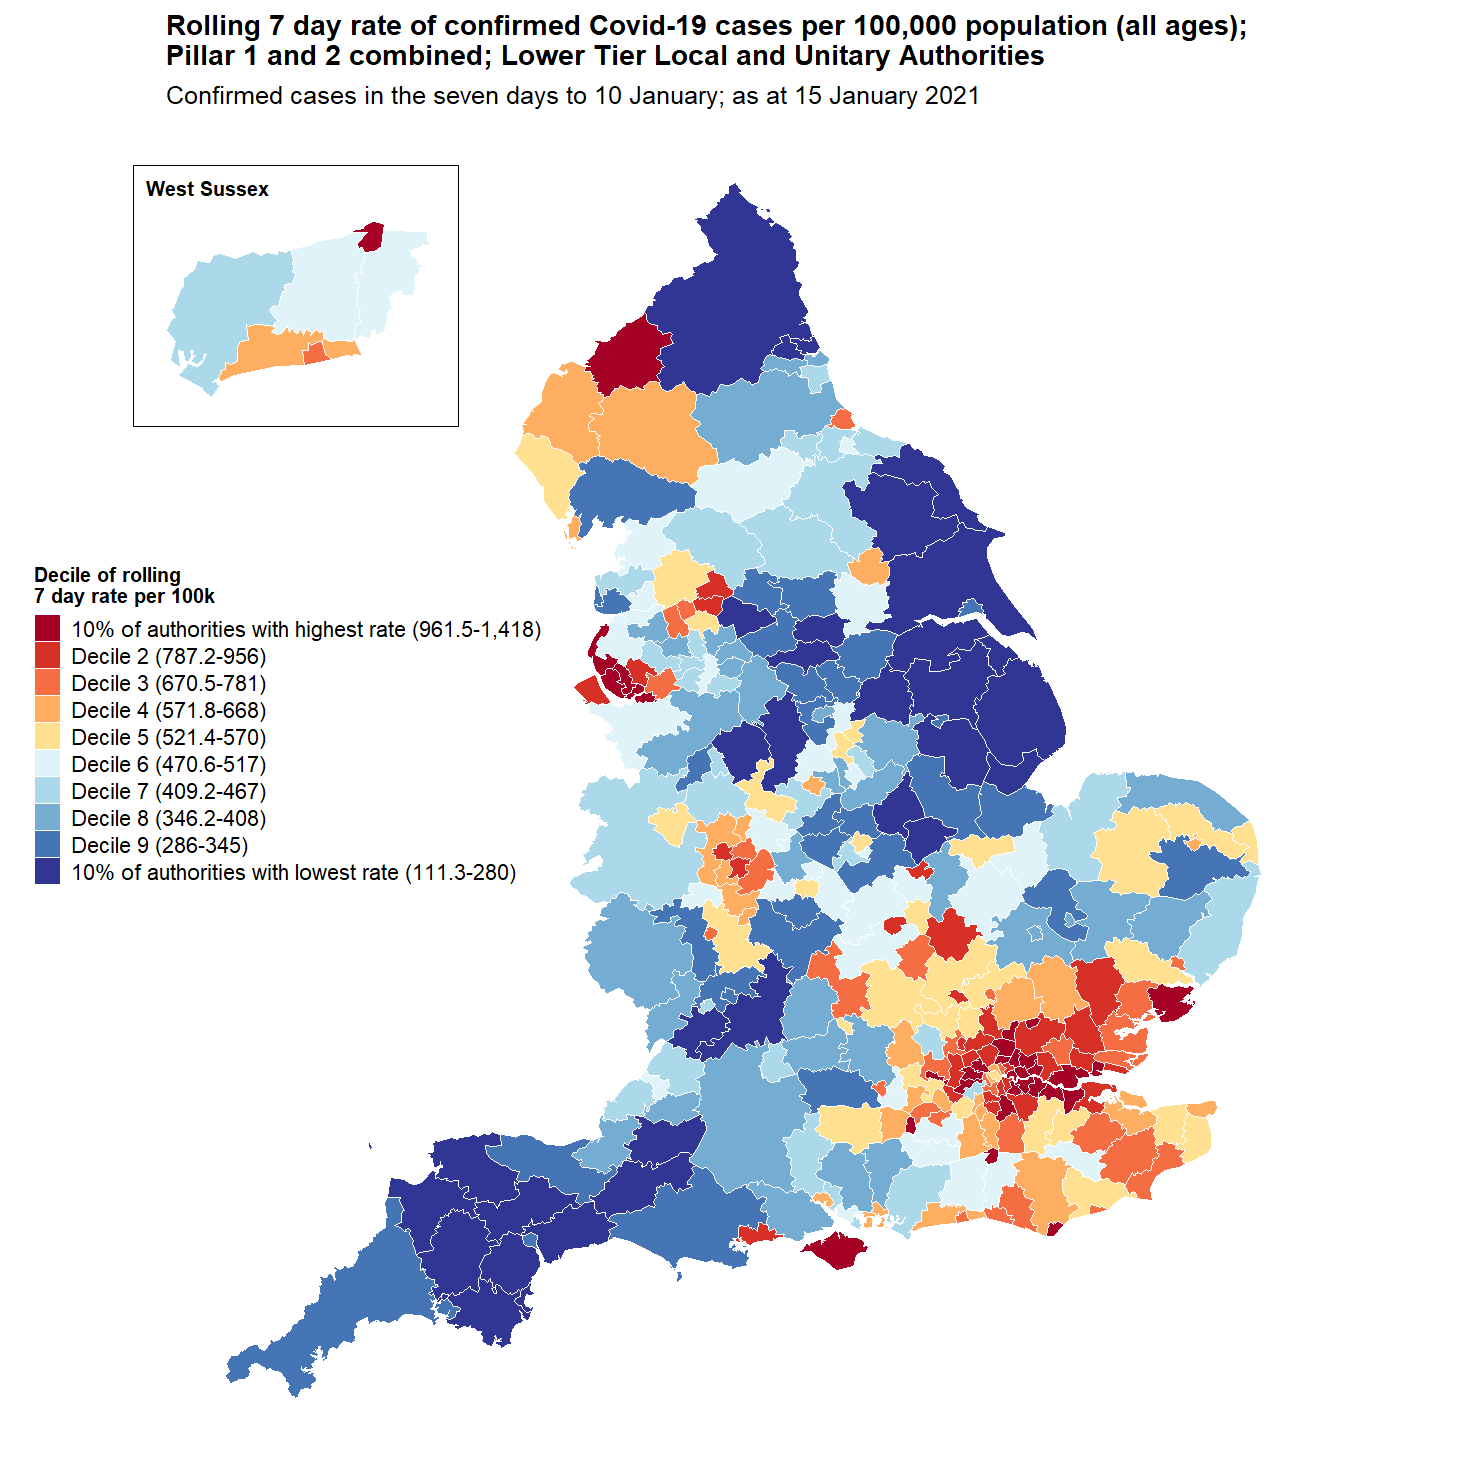 Rolling 7 day rate of confirmed Covid-19 cases per 100,000 population (all ages);
Pillar 1 and 2 combined; Lower Tier Local and Unitary Authorities
Confirmed cases in the seven days to 10 January; as at 15 January 2021
West Sussex
Decile of rolling
7 day rate per 100k
10% of authorities with highest rate (961.5-1,418)
Decile 2 (787.2-956)
Decile 3 (670.5-781)
Decile 4 (571.8-668)
Decile 5 (521.4-570)
Decile 6 (470.6-517)
Decile 7 (409.2-467)
Decile 8 (346.2-408)
Decile 9 (286-345)
10% of authorities with lowest rate (111.3-280)